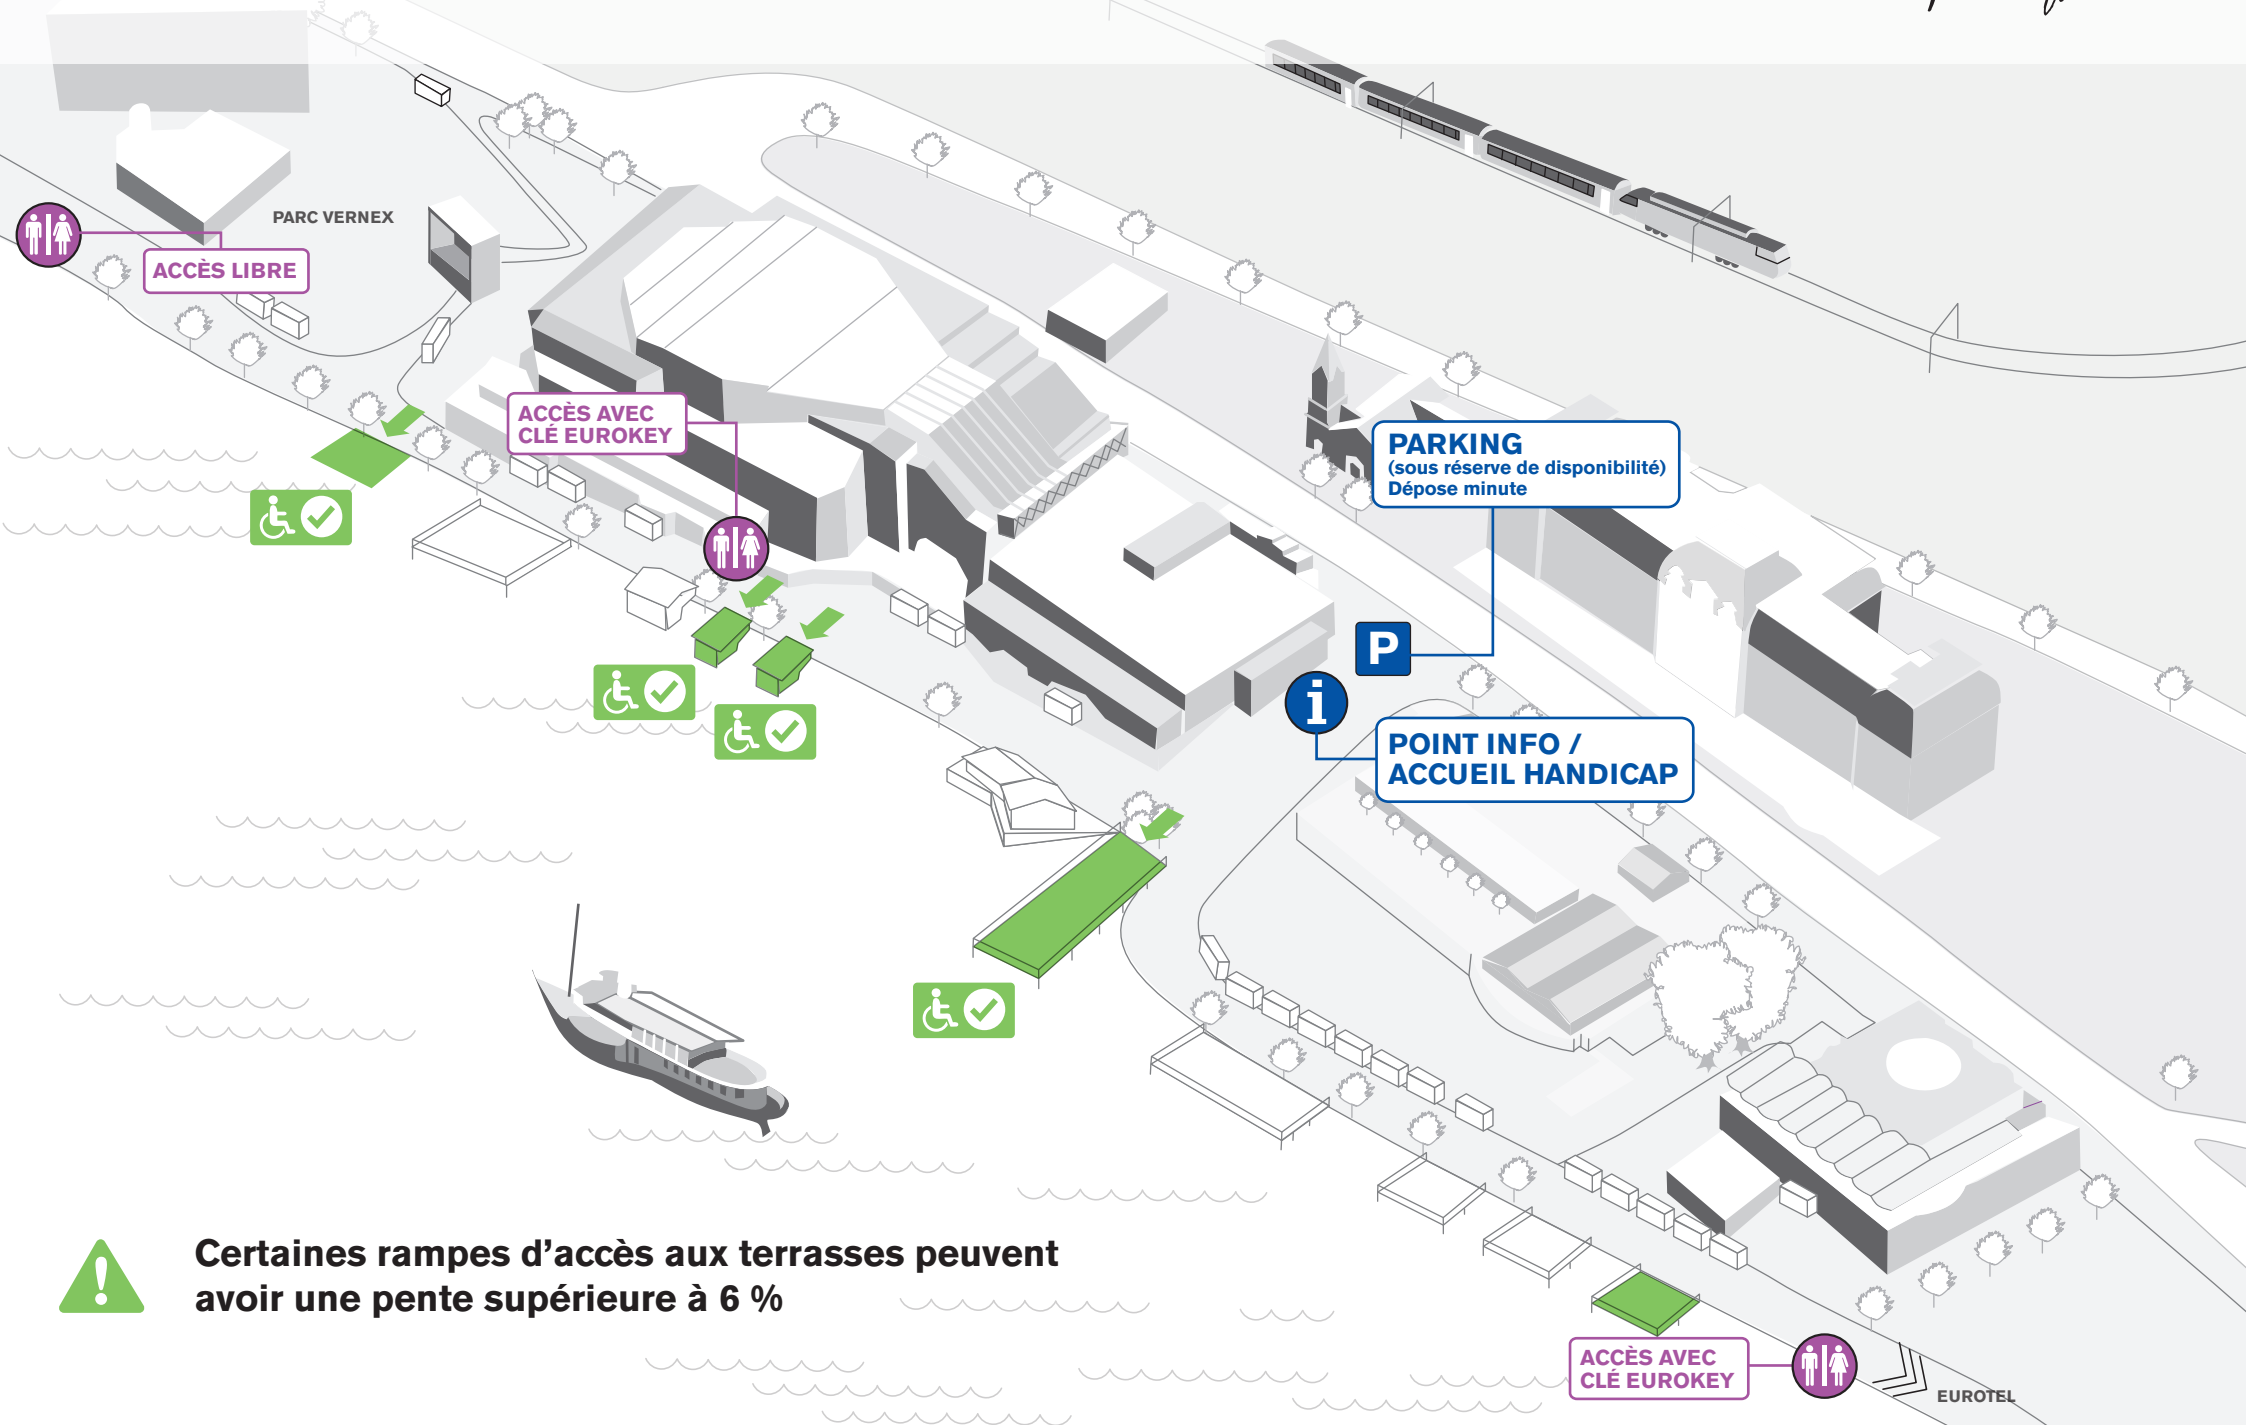 PARC VERNEX
ACCÈS LIBRE
ACCÈS AVEC
CLÉ EUROKEY
PARKING
(sous réserve de disponibilité)
Dépose minute
P
i
POINT INFO /
ACCUEIL HANDICAP
Certaines rampes d’accès aux terrasses peuvent
avoir une pente supérieure à 6 %
ACCÈS AVEC
CLÉ EUROKEY
EUROTEL